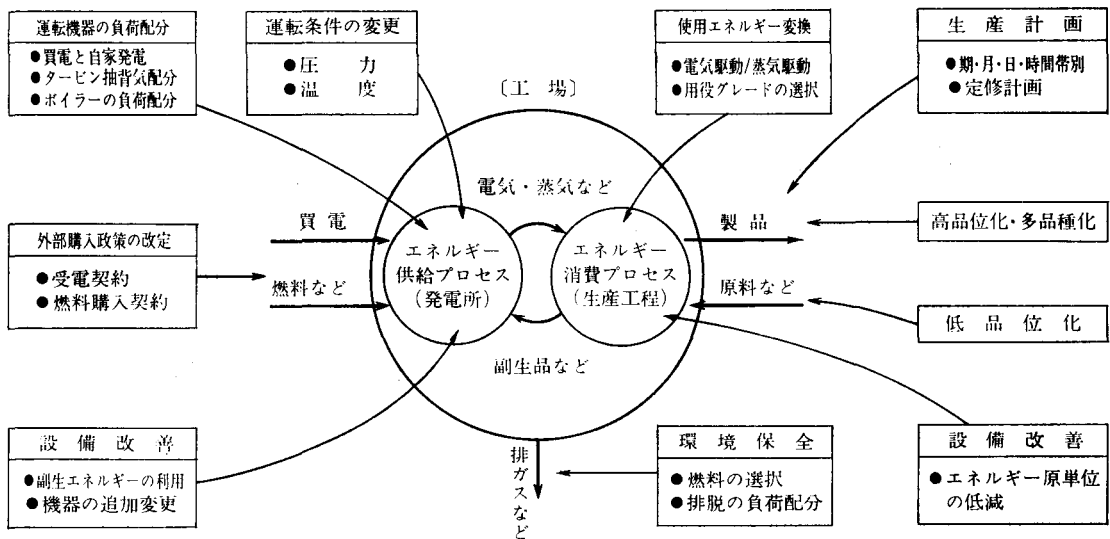 運転機器の負荷配分
●買電と自家発電
●タービン抽背気配分
●ボイラーの負荷配分
運転条件の変更
●圧　力
●温　度
使用エネルギー変換
●電気駆動/蒸気駆動
●用役グレードの選択
生産計画
●期・月・日・時間帯別
●定修計画
〔工場〕
電気・蒸気など
買電
燃料など
エネルギー
供給プロセス
(発電所)
エネルギー
消費プロセス
(生産工程)
製品
原料など
高品位化・多品種化
低品位化
外部購入政策の改定
●受電契約
●燃料購入契約
副生品など
設備改善
●副生エネルギーの利用
●機器の追加変更
排ガスなど
環境保全
●燃料の選択
●排脱の負荷配分
設備改善
●エネルギー原単位
の低減